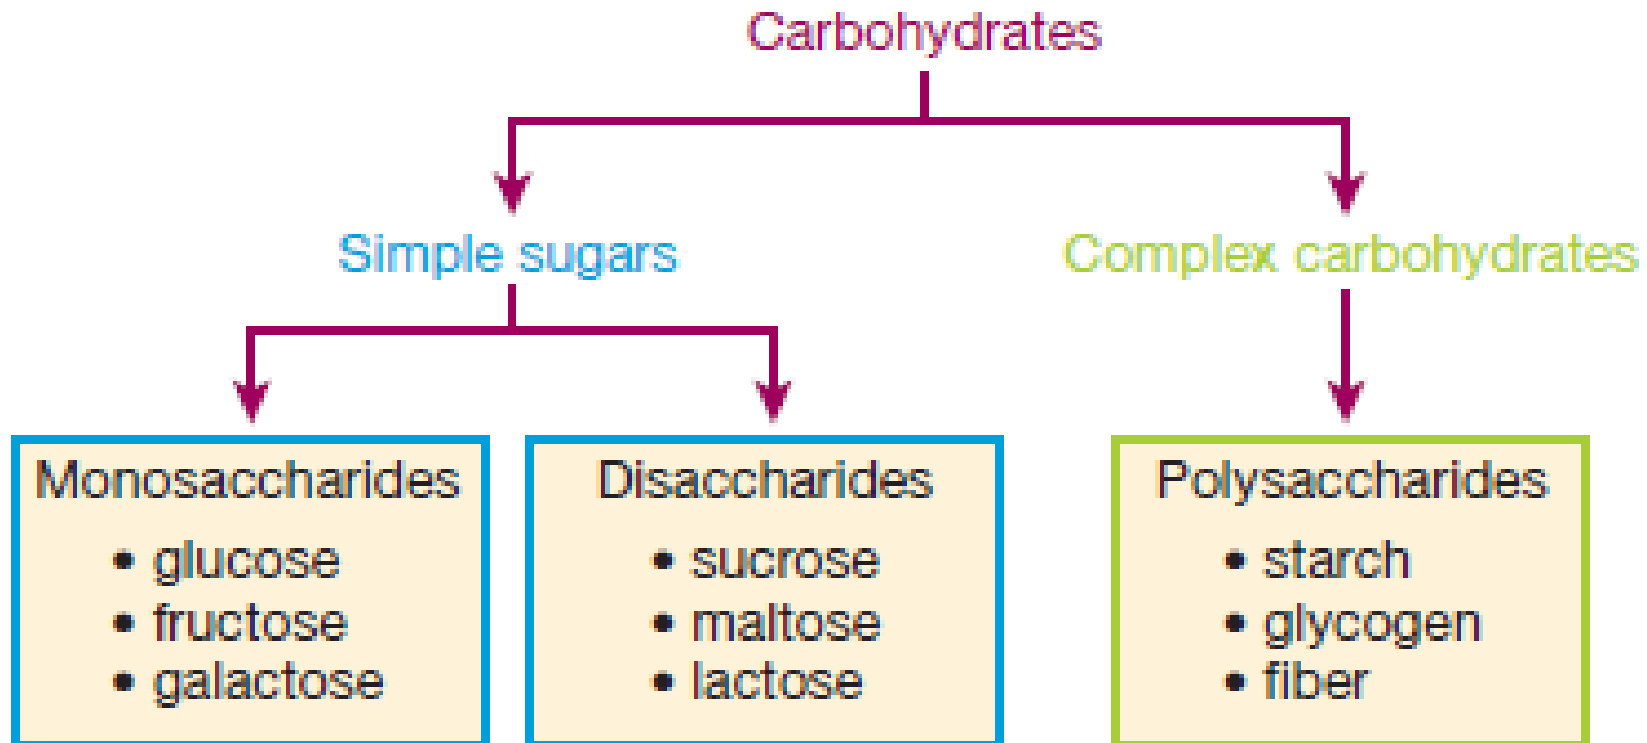 Carbohydrates
Simple sugars
Complex carbohydrates
Monosaccharides
• glucose
• fructose
• galactose
Disaccharides
• sucrose
• maltose
• lactose
Polysaccharides
• starch
• glycogen
• fiber